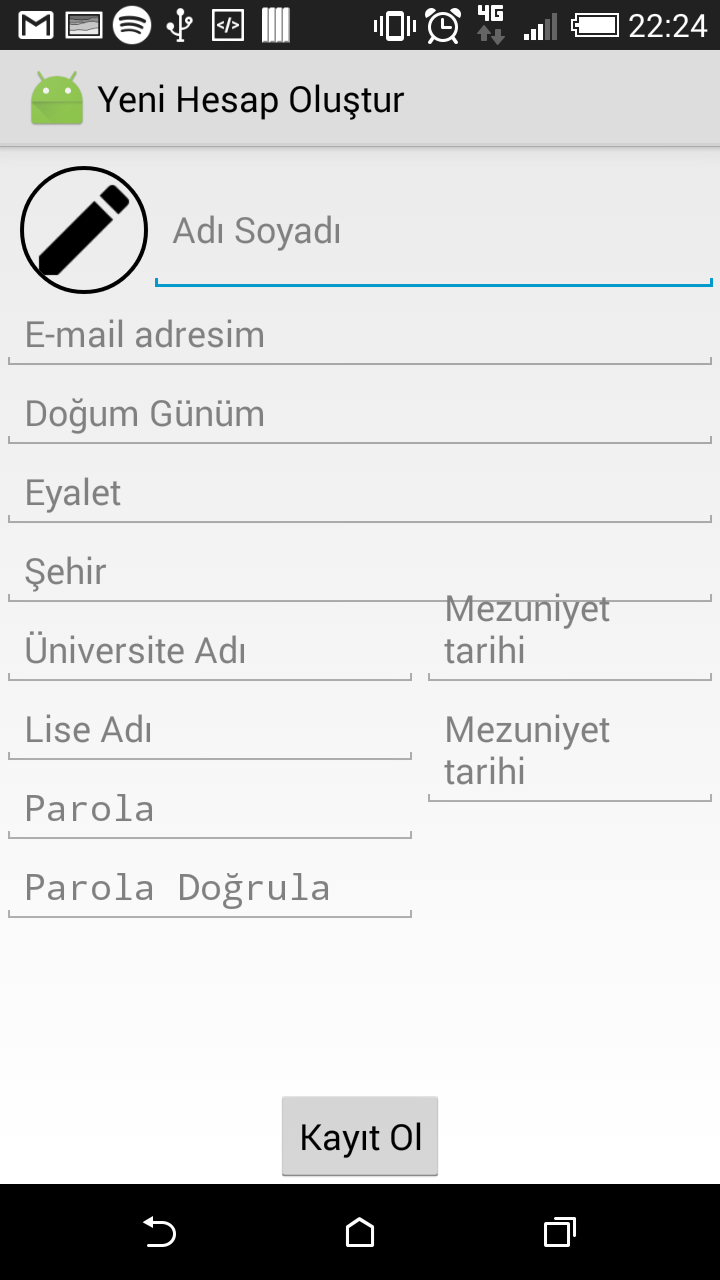 4G
22:24
Yeni Hesap Oluştur
Adı Soyadı
E-mail adresim
Doğum Günüm
Eyalet
Şehir
Üniversite Adı
Mezuniyet
tarihi
Lise Adı
Mezuniyet
tarihi
Parola
Parola Doğrula
Kayıt Ol